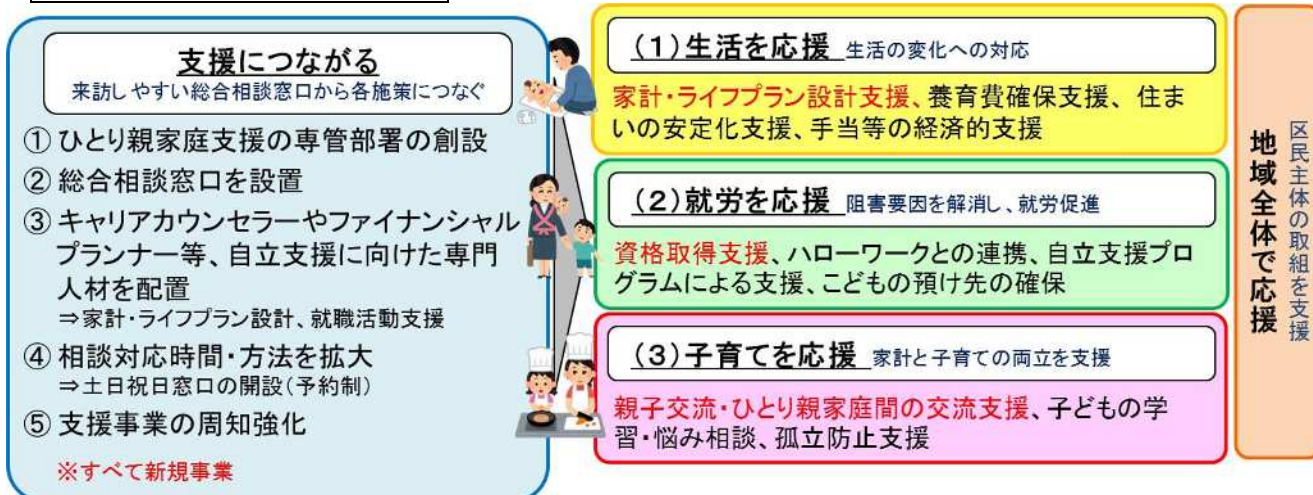 支援につながる
来訪しやすい総合相談窓口から各施策につなぐ
① ひとり親家庭支援の専管部署の創設
② 総合相談窓口を設置
③ キャリアカウンセラーやファイナンシャル
プランナー等、自立支援に向けた専門
人材を配置
⇒家計・ライフプラン設計、就職活動支援
④ 相談対応時間・方法を拡大
⇒土日祝日窓口の開設(予約制)
⑤ 支援事業の周知強化
※すべて新規事業
(1)生活を応援 生活の変化への対応
家計・ライフプラン設計支援、養育費確保支援、住ま
いの安定化支援、手当等の経済的支援
(2)就労を応援 阻害要因を解消し、就労促進
資格取得支援、ハローワークとの連携、自立支援プロ
グラムによる支援、こどもの預け先の確保
(3)子育てを応援 家計と子育ての両立を支援
親子交流・ひとり親家庭間の交流支援、子どもの学
習・悩み相談、孤立防止支援
区民主体の取組を支援
地域全体で応援